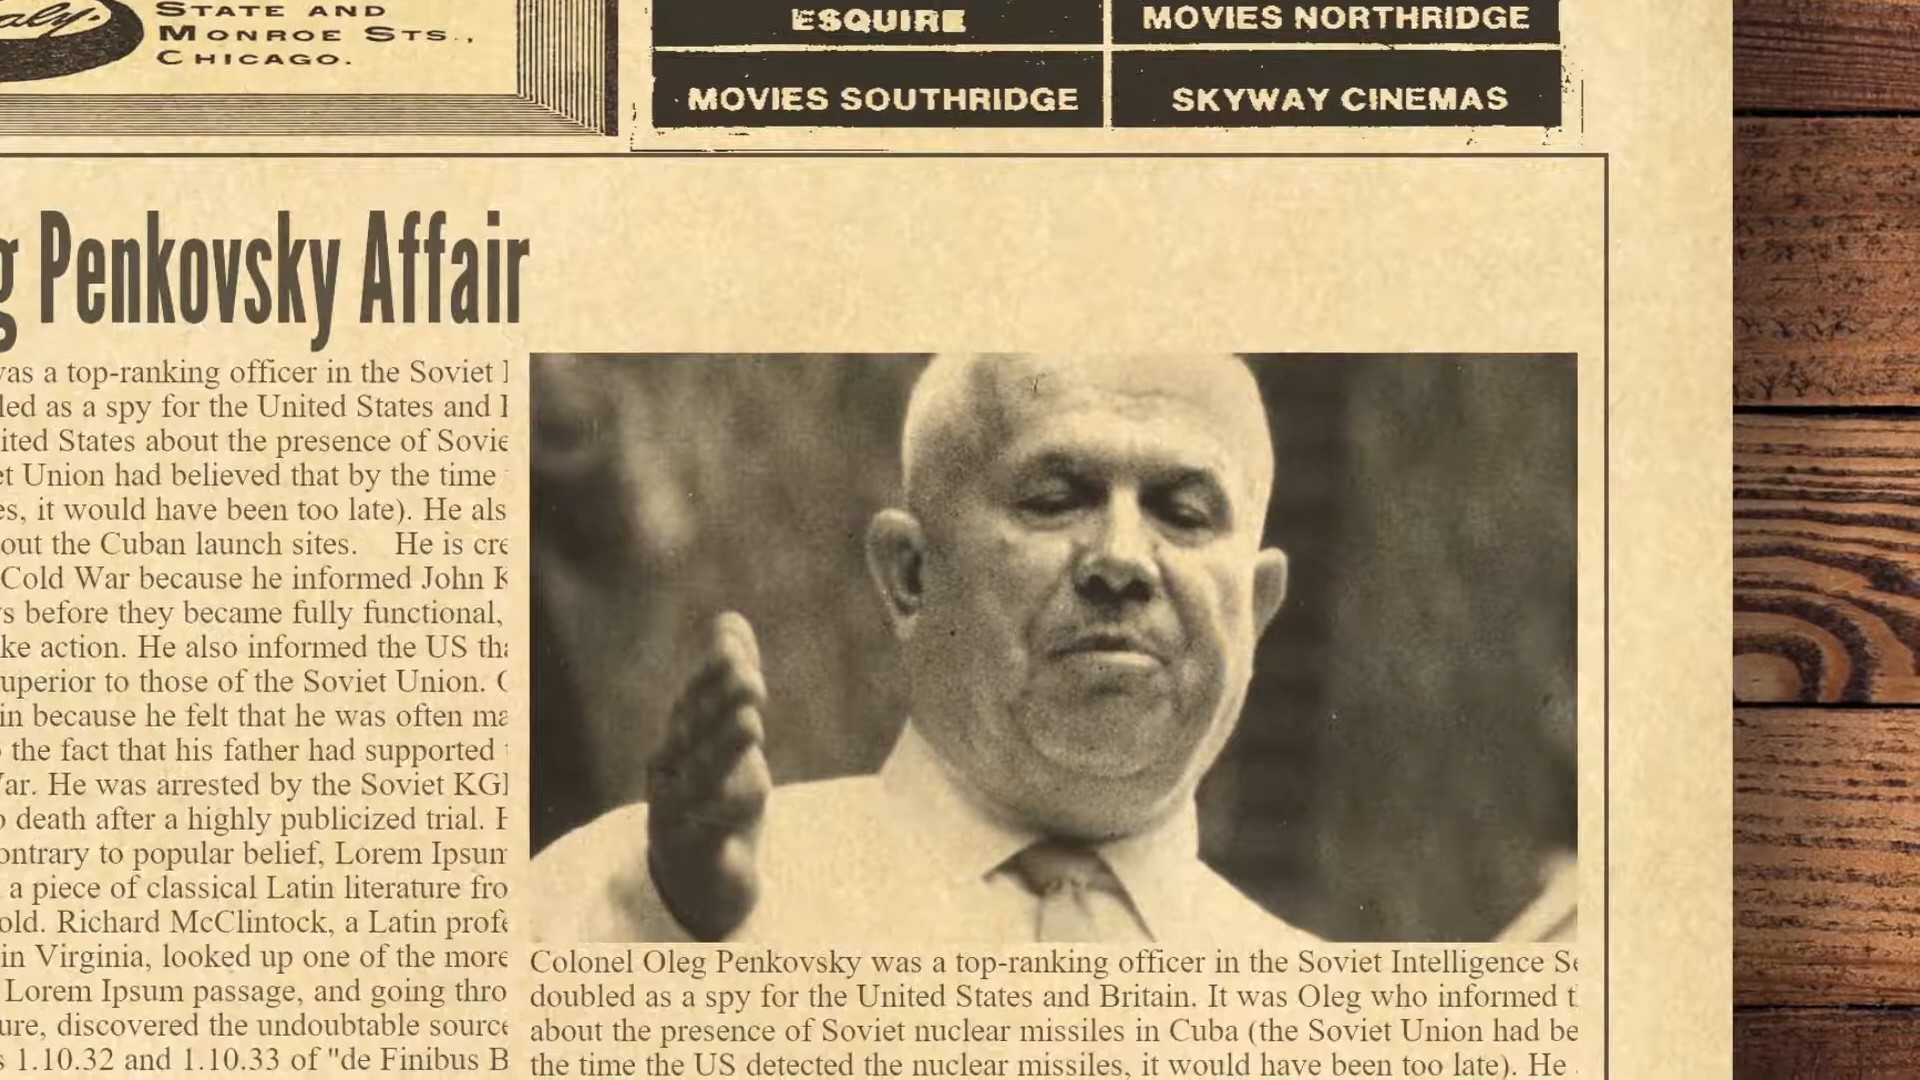 STATE AND
MONROE STS.,
CHICAGO.
ESQUIRE
MOVIES NORTHRIDGE
MOVIES SOUTHRIDGE
SKYWAY CINEMAS
Penkovsky Affair
was a top-ranking officer in the Soviet
led as a spy for the United States and
ited States about the presence of Sovie
et Union had believed that by the time
es, it would have been too late). He als
out the Cuban launch sites. He is cre
Cold War because he informed John K
s before they became fully functional,
ke action. He also informed the US tha
uperior to those of the Soviet Union.
in because he felt that he was often ma
the fact that his father had supported
ar. He was arrested by the Soviet KG
o death after a highly publicized trial.
ontrary to popular belief, Lorem Ipsum
a piece of classical Latin literature fro
old. Richard McClintock, a Latin profe
in Virginia, looked up one of the more
Lorem Ipsum passage, and going thro
ure, discovered the undoubtable source
s 1.10.32 and 1.10.33 of "de Finibus B
Colonel Oleg Penkovsky was a top-ranking officer in the Soviet Intelligence Se
doubled as a spy for the United States and Britain. It was Oleg who informed t
about the presence of Soviet nuclear missiles in Cuba (the Soviet Union had be
the time the US detected the nuclear missiles, it would have been too late). He